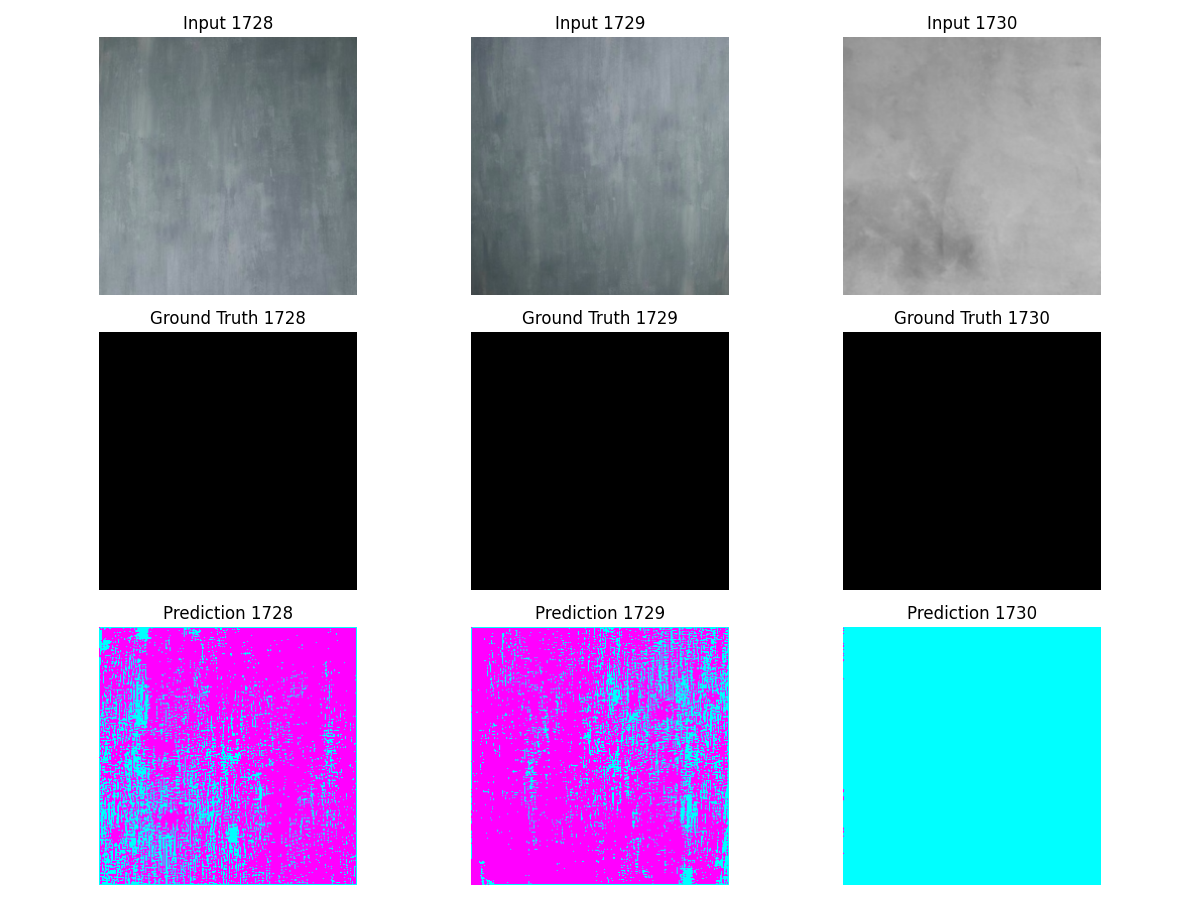 Input 1728
Input 1729
Input 1730
Ground Truth 1728
Ground Truth 1729
Ground Truth 1730
Prediction 1728
Prediction 1729
Prediction 1730